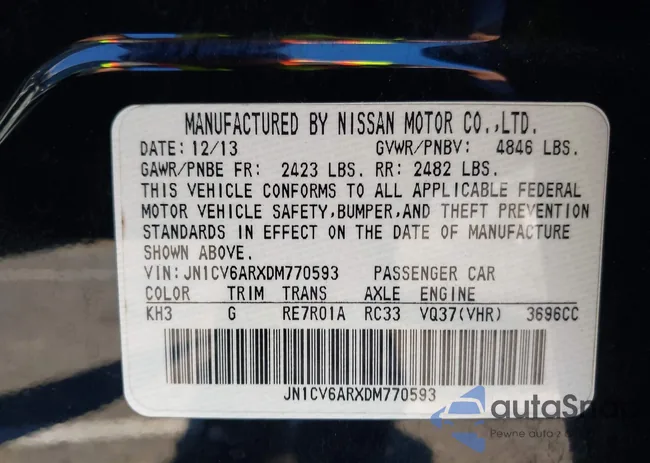 MANUFACTURED BY NISSAN MOTOR CO.,LTD.
DATE: 12/13 GVWR/PNBV: 4846 LBS.
GAWR/PNBE FR: 2423 LBS. RR: 2482 LBS.
THIS VEHICLE CONFORMS TO ALL APPLICABLE FEDERAL
MOTOR VEHICLE SAFETY,BUMPER,AND THEFT PREVENTION
STANDARDS IN EFFECT ON THE DATE OF MANUFACTURE
SHOWN ABOVE.
VIN:JN1CV6ARXDM770593 PASSENGER CAR
COLOR TRIM TRANS AXLE ENGINE
KH3 G RE7R01A RC33 VQ37(VHR) 3696CC
JN1CV6ARXDM770593
Pewne auto z